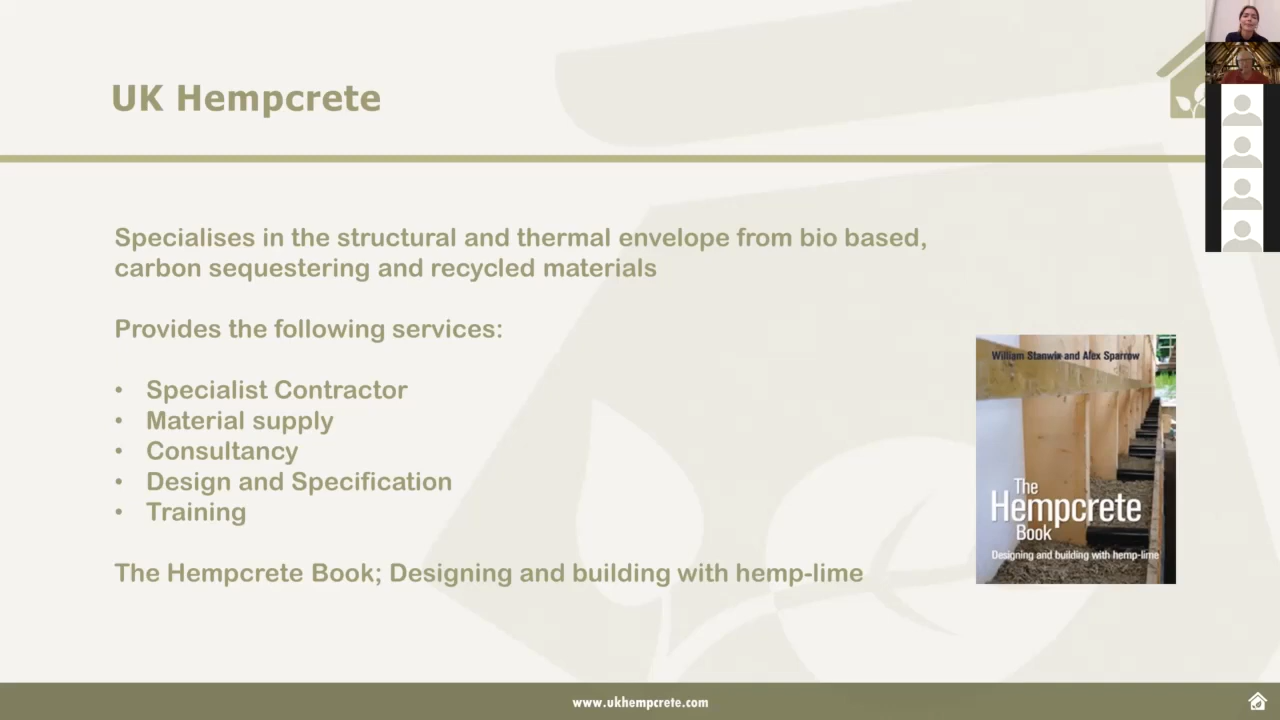 UK Hempcrete
Specialises in the structural and thermal envelope from bio based,
carbon sequestering and recycled materials
Provides the following services:
• Specialist Contractor
• Material supply
• Consultancy
• Design and Specification
• Training
The Hempcrete Book; Designing and building with hemp-lime
William Stanwix and Alex Sparrow
The
Hempcrete
Book
Designing and building with hemp-lime
www.ukhempcrete.com